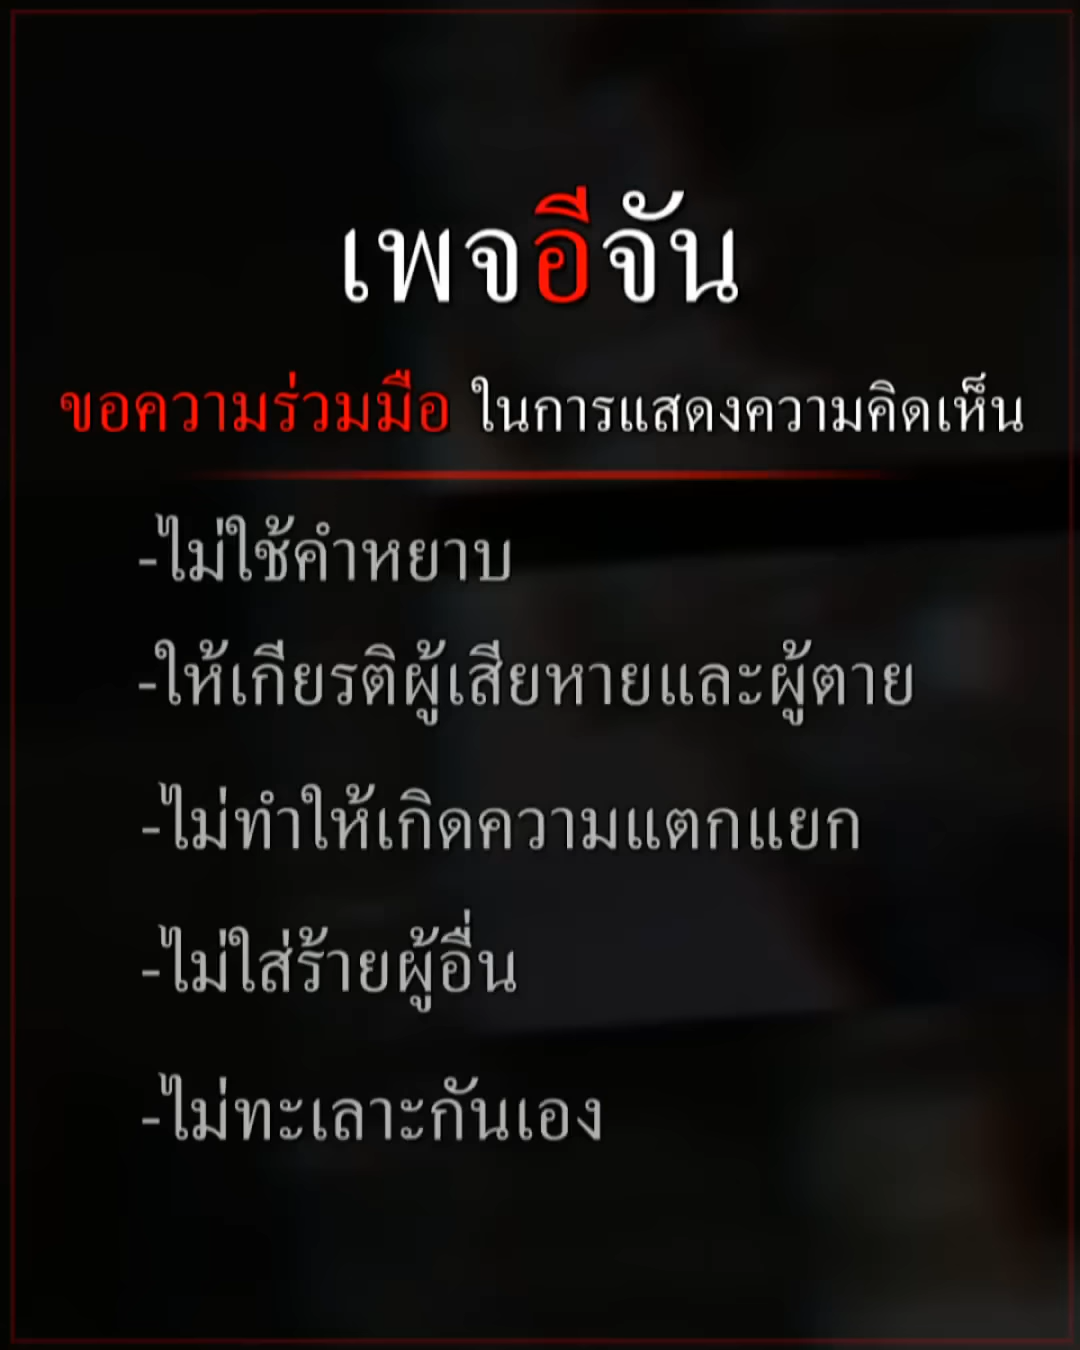 เพจอีจัน
ขอความร่วมมือ ในการแสดงความคิดเห็น
-ไม่ใช้คำหยาบ
-ให้เกียรติผู้เสียหายและผู้ตาย
-ไม่ทำให้เกิดความแตกแยก
-ไม่ใส่ร้ายผู้อื่น
-ไม่ทะเลาะกันเอง